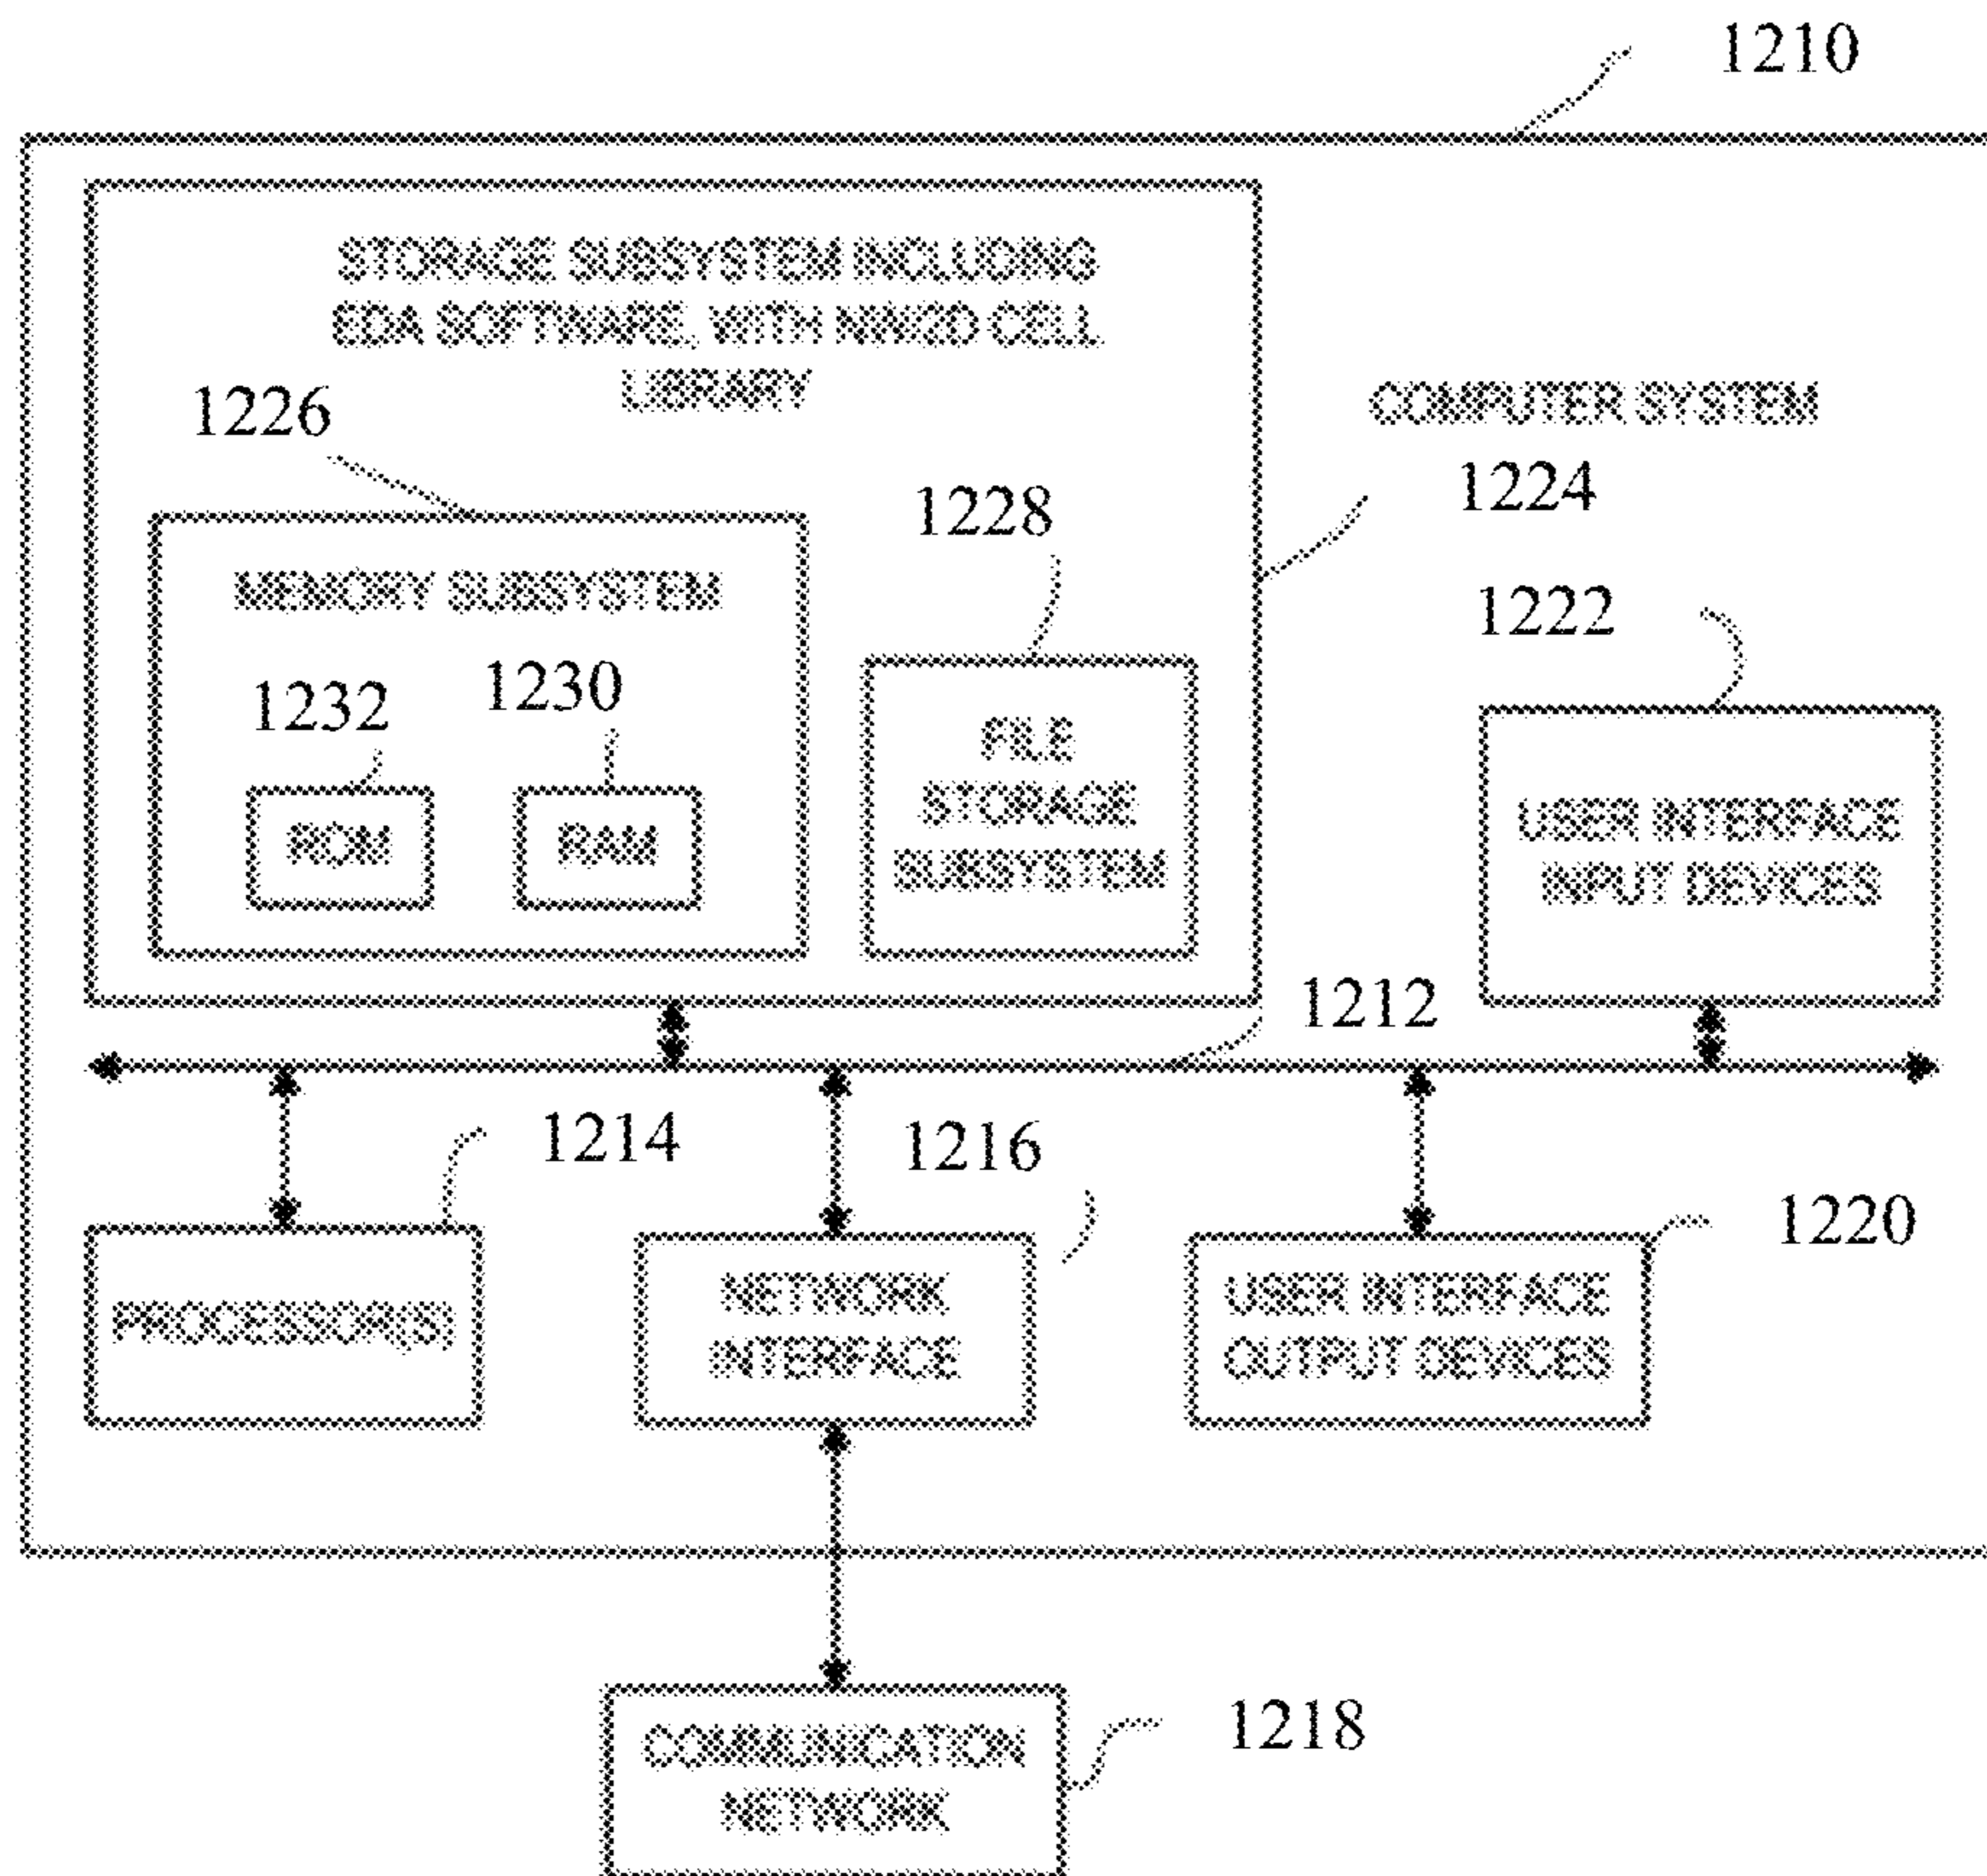 1210
STORAGE SUBSYSTEM INCLUDING
EDA SOFTWARE, WITH NW/2D CELL
LIBRARY
1226
COMPUTER SYSTEM
1224
1228
MEMORY SUBSYSTEM
1222
1232
1230
FILE
STORAGE
SUBSYSTEM
ROM
RAM
USER INTERFACE
INPUT DEVICES
1212
1214
1216
1220
PROCESSOR(S)
NETWORK
INTERFACE
USER INTERFACE
OUTPUT DEVICES
COMMUNICATION
NETWORK
1218